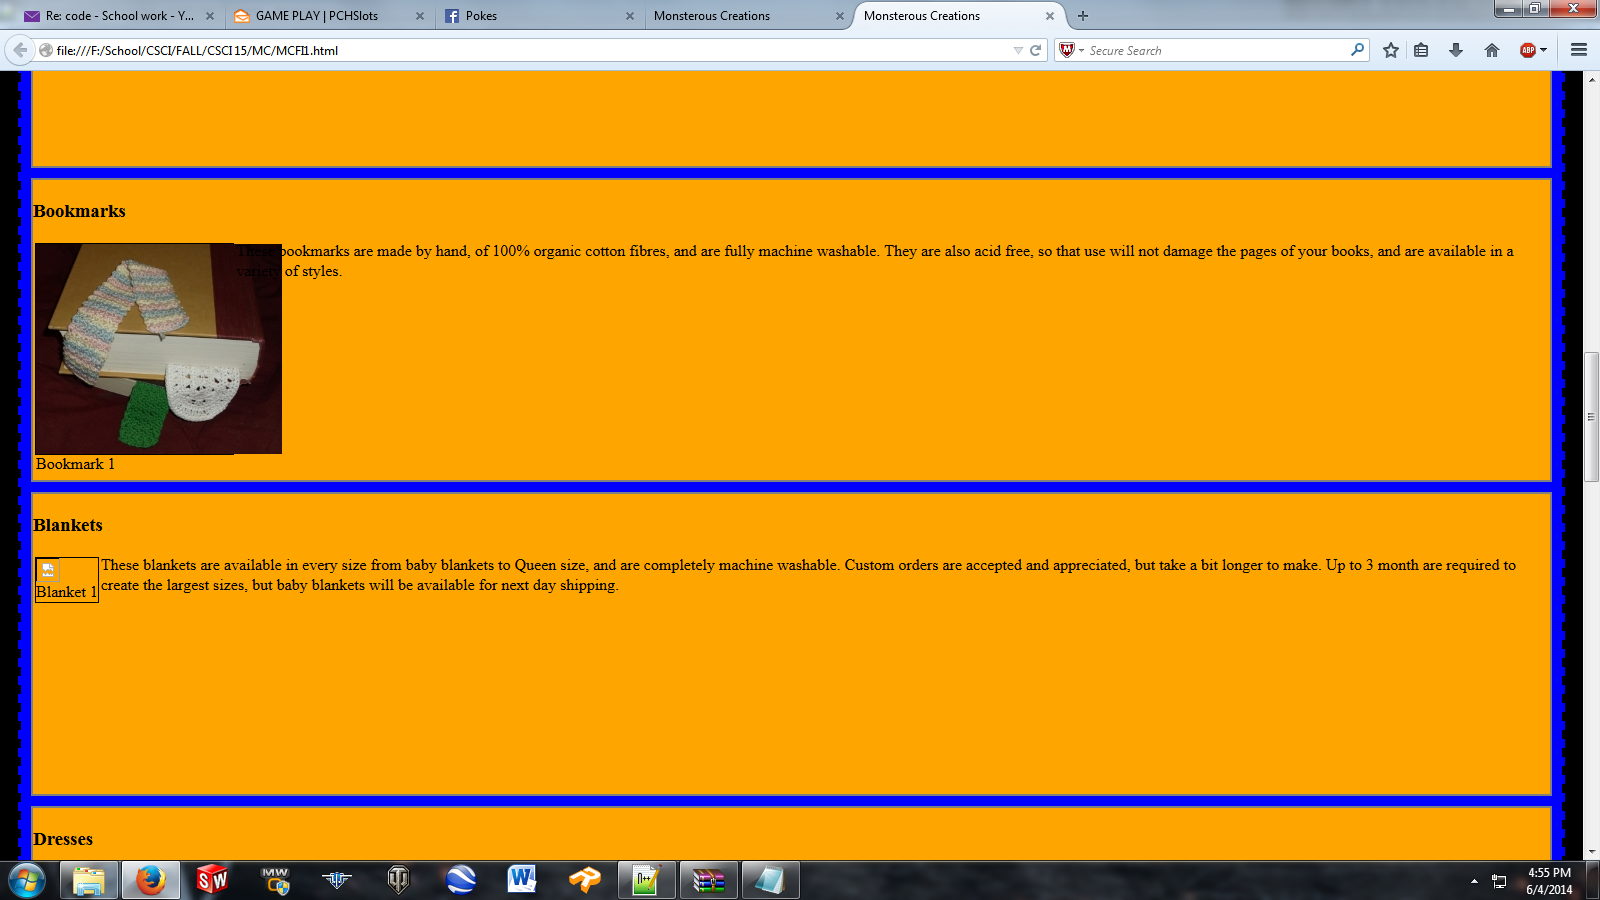 Re: code - School work - Y...
GAME PLAY | PCHSlots
Pokes
Monsterous Creations
Monsterous Creations
file:///F:/School/CSCI/FALL/CSCI15/MC/MCFI1.html
Secure Search
ABP
Bookmarks
These bookmarks are made by hand, of 100% organic cotton fibres, and are fully machine washable. They are also acid free, so that use will not damage the pages of your books, and are available in a
variety of styles.
Bookmark 1
Blankets
These blankets are available in every size from baby blankets to Queen size, and are completely machine washable. Custom orders are accepted and appreciated, but take a bit longer to make. Up to 3 month are required to
create the largest sizes, but baby blankets will be available for next day shipping.
Blanket 1
Dresses
SW
MW
W
N++
4:55 PM
6/4/2014